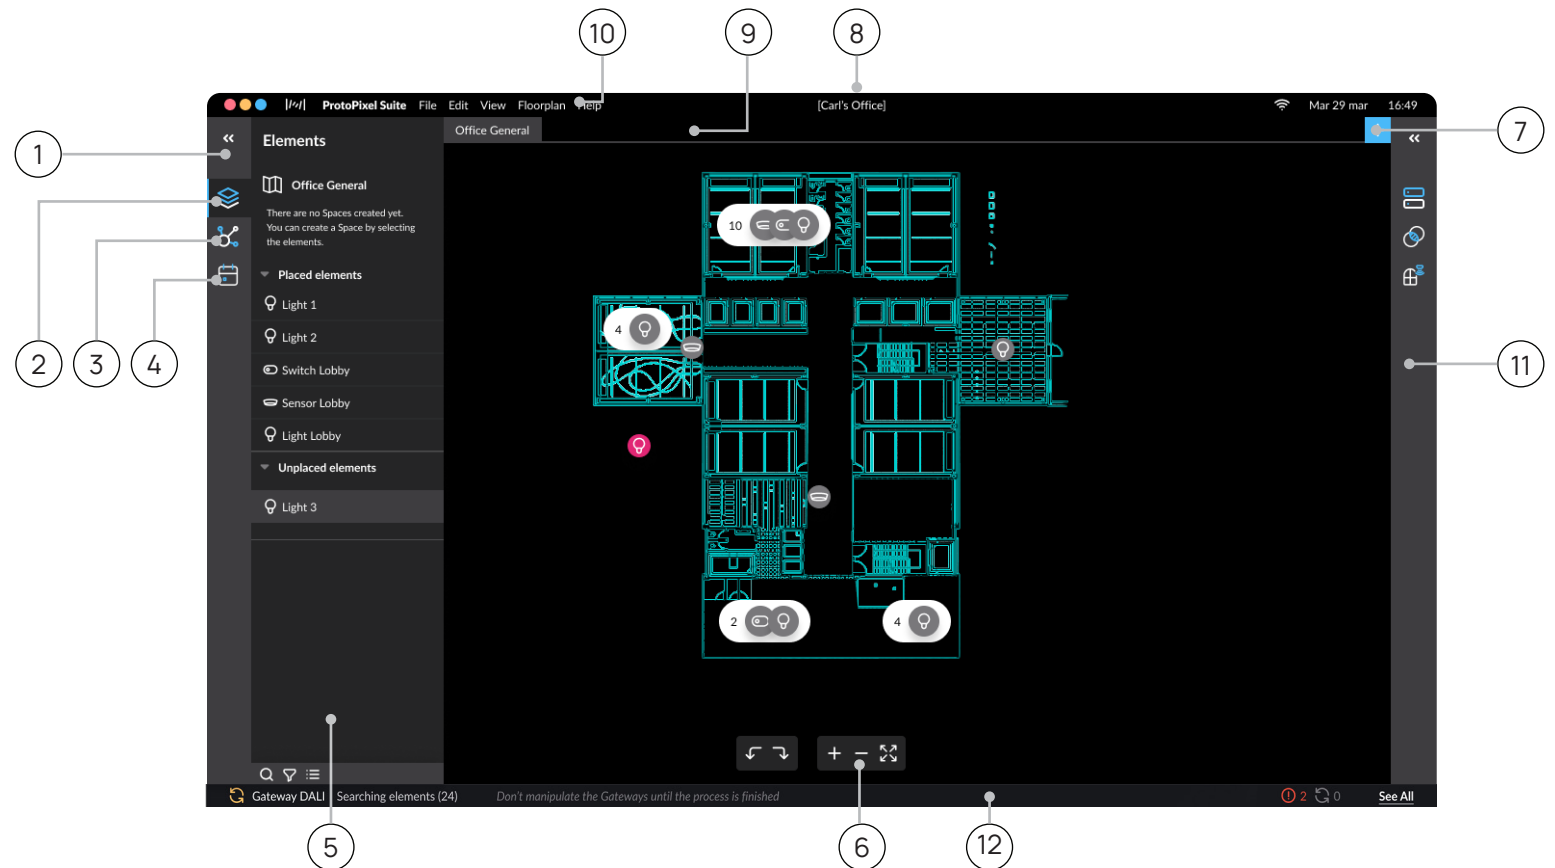 10
9
8
ProtoPixel Suite File Edit View Floorplan Help
[Carl's Office]
Mar 29 mar 16:49
Elements
Office General
7
1
Office General
There are no Spaces created yet.
You can create a Space by selecting
the elements.
Placed elements
Light 1
Light 2
Switch Lobby
Sensor Lobby
Light Lobby
Unplaced elements
Light 3
2
3
4
10
4
11
2
4
Gateway DALI Searching elements (24) Don't manipulate the Gateways until the process is finished
2 0 See All
5
6
12